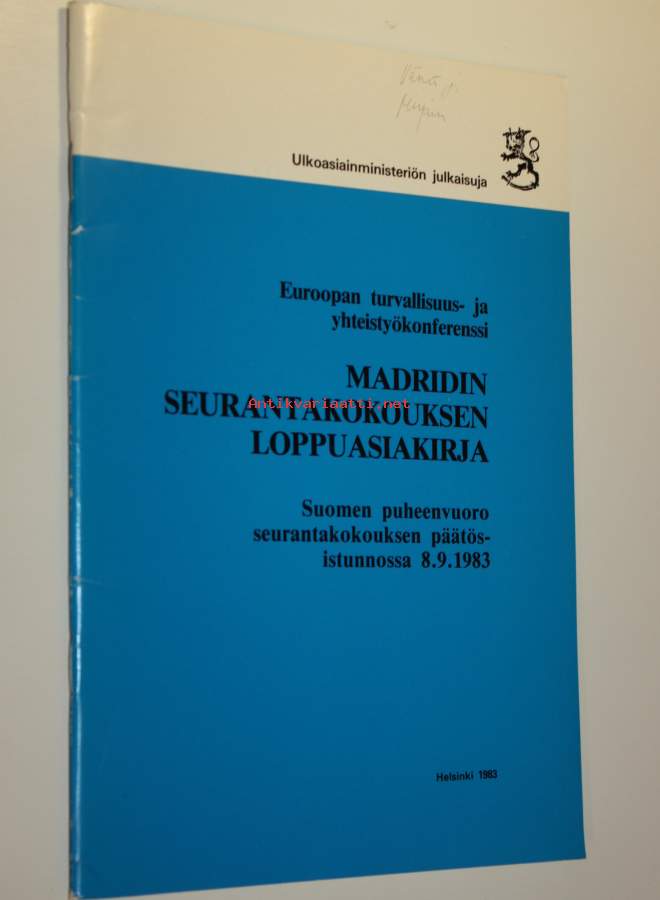 Ulkoasiainministeriön julkaisuja
Euroopan turvallisuus- ja
yhteistyökonferenssi
MADRIDIN
SEURANTAKOKOUKSEN
Antikvariaatti.net
LOPPUASIAKIRJA
Suomen puheenvuoro
seurantakokouksen päätös-
istunnossa 8.9.1983
Helsinki 1983